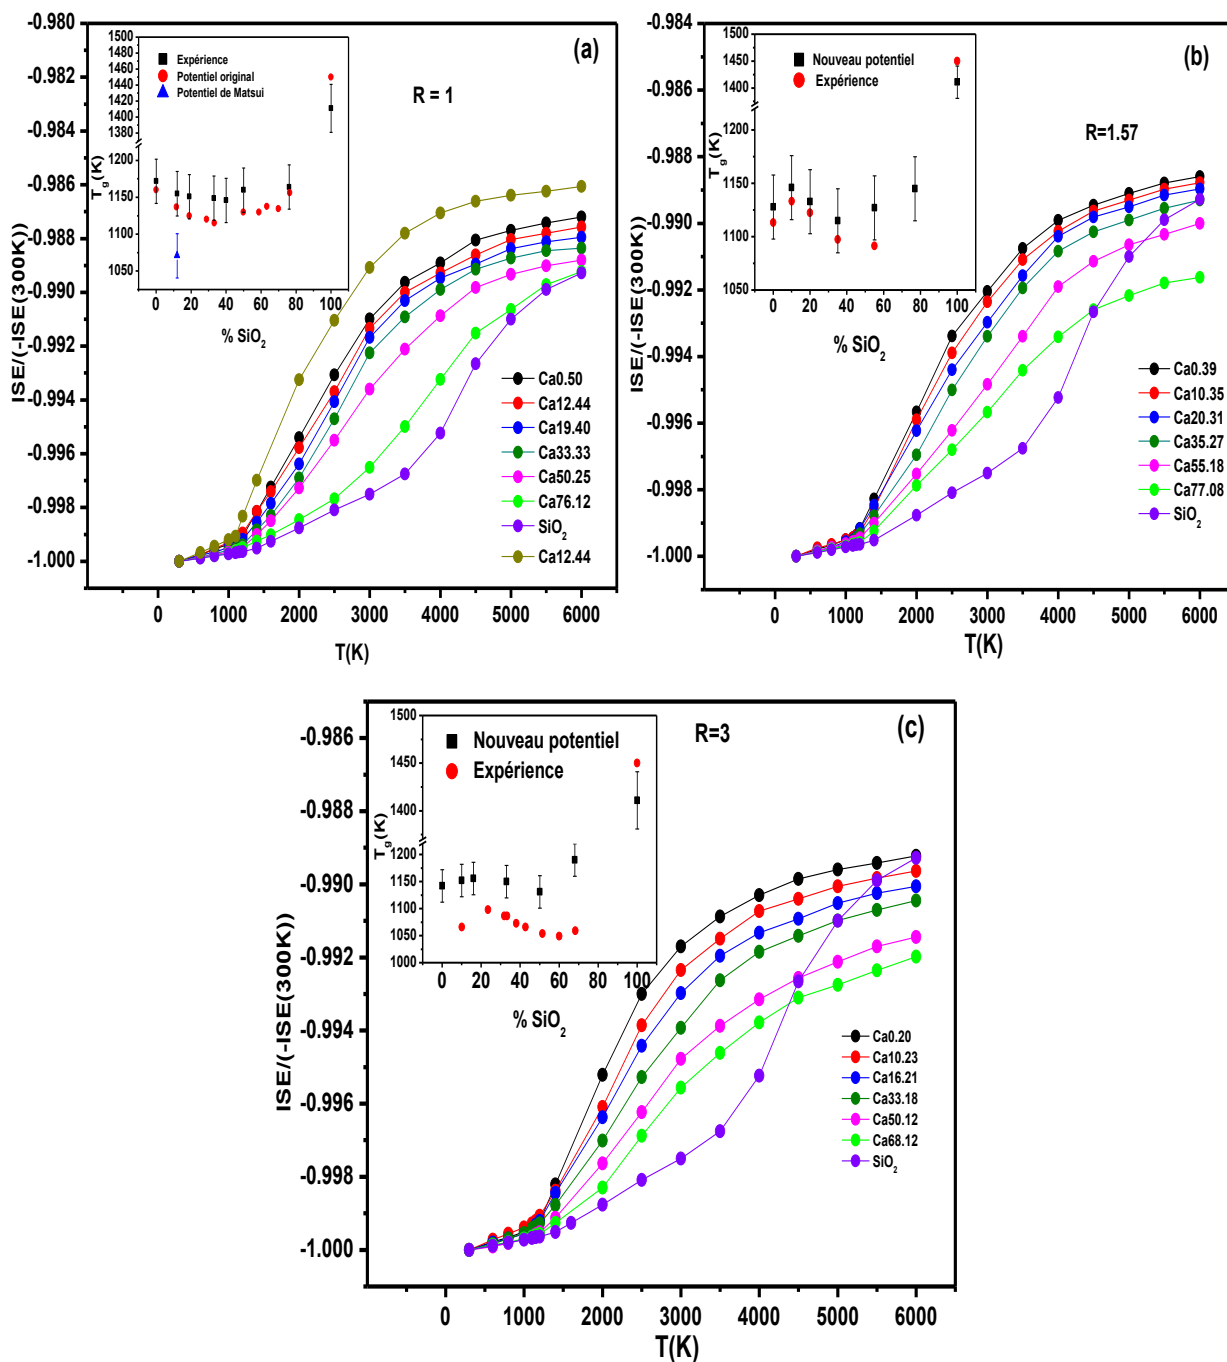 (a)
R = 1
Expérience
Potentiel original
Potentiel de Matsui
1500
1480
1460
1440
1420
1400
1380
1200
1150
1100
1050
Tg(K)
0 20 40 60 80 100
% SiO2
-0.980
-0.982
-0.984
-0.986
-0.988
-0.990
-0.992
-0.994
-0.996
-0.998
-1.000
ISE/(-ISE(300K))
Ca0.50
Ca12.44
Ca19.40
Ca33.33
Ca50.25
Ca76.12
SiO2
Ca12.44
0 1000 2000 3000 4000 5000 6000
T(K)
(b)
R=1.57
Nouveau potentiel
Expérience
1500
1450
1400
1200
1150
1100
1050
Tg(K)
0 20 40 60 80 100
% SiO2
-0.984
-0.986
-0.988
-0.990
-0.992
-0.994
-0.996
-0.998
-1.000
ISE/(-ISE(300K))
Ca0.39
Ca10.35
Ca20.31
Ca35.27
Ca55.18
Ca77.08
SiO2
0 1000 2000 3000 4000 5000 6000
T(K)
(c)
R=3
Nouveau potentiel
Expérience
1500
1450
1400
1200
1150
1100
1050
1000
Tg(K)
0 20 40 60 80 100
% SiO2
-0.986
-0.988
-0.990
-0.992
-0.994
-0.996
-0.998
-1.000
ISE/(-ISE(300K))
Ca0.20
Ca10.23
Ca16.21
Ca33.18
Ca50.12
Ca68.12
SiO2
0 1000 2000 3000 4000 5000 6000
T(K)